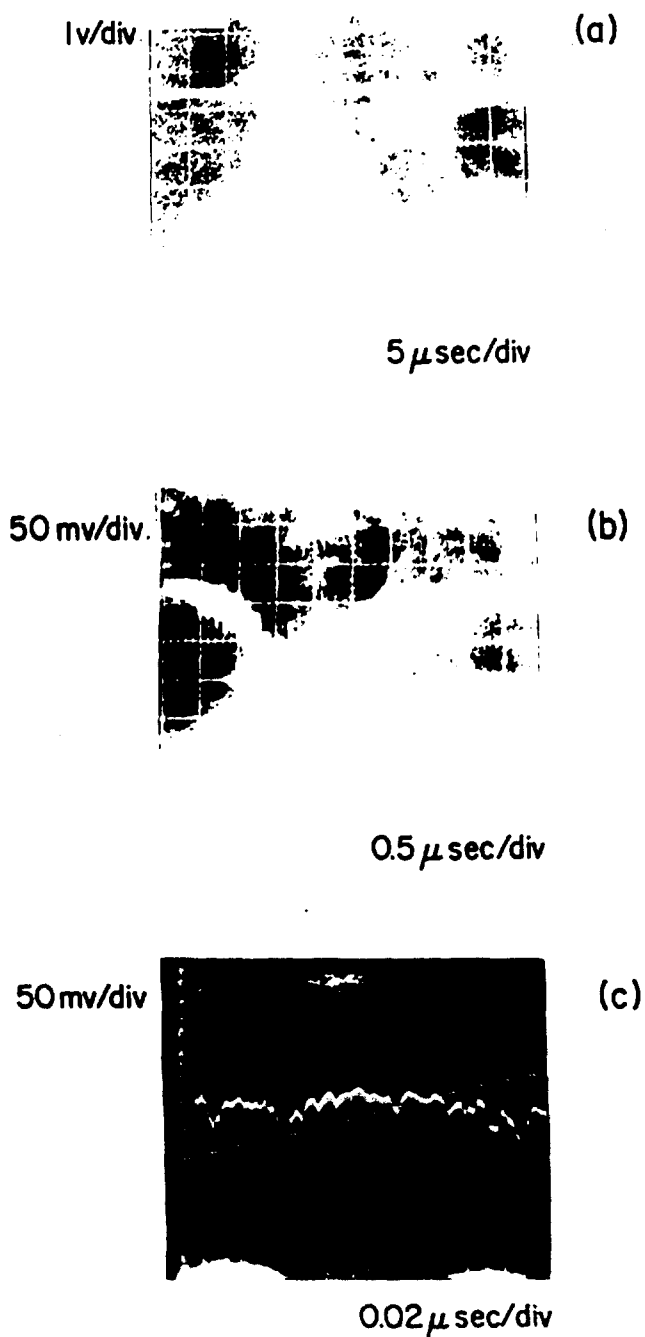 1v/div
(a)
5 μsec/div
50 mv/div.
(b)
0.5 μsec/div
50 mv/div
(c)
0.02 μsec/div